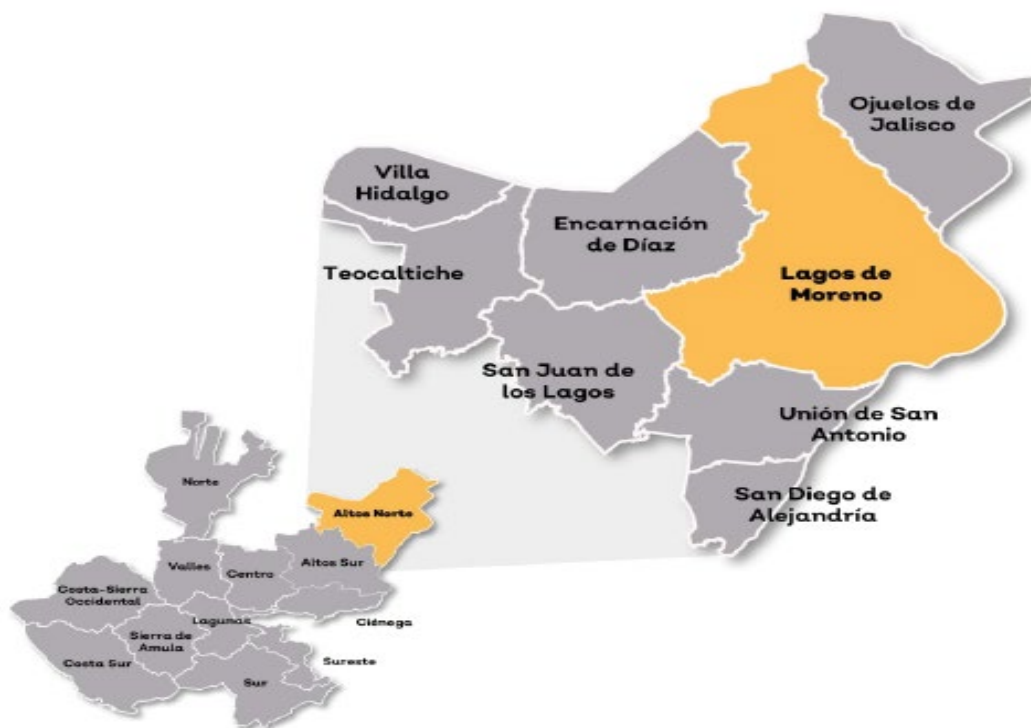 Ojuelos de
Jalisco
Villa
Hidalgo
Encarnación
de Díaz
Teocaltiche
Lagos de
Moreno
San Juan de
los Lagos
Unión de San
Antonio
San Diego de
Alejandría
Norte
Altos Norte
Valles
Centro
Altos Sur
Costa-Sierra
Occidental
Lagunas
Ciénega
Sierra de
Amula
Costa Sur
Sureste
Sur